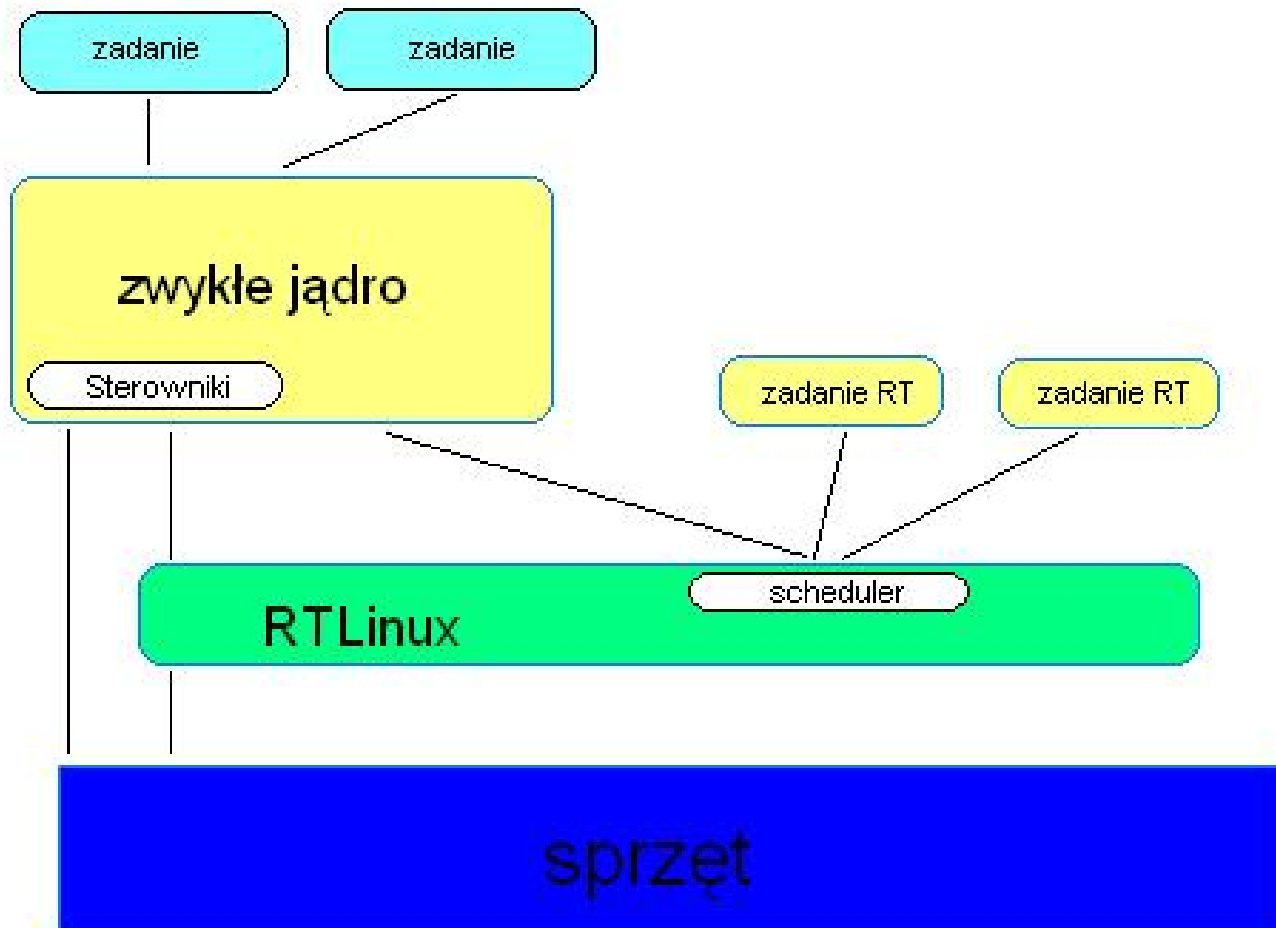 zadanie
zadanie
zwykłe jądro
Sterowniki
zadanie RT
zadanie RT
scheduler
RTLinux
sprzęt